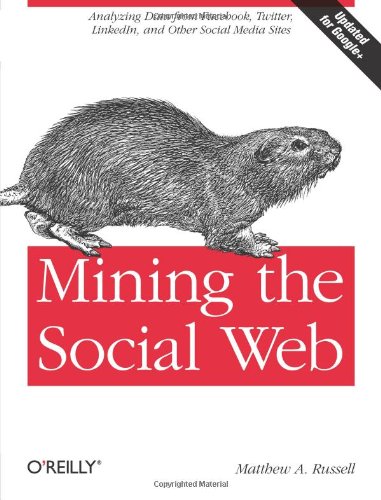 Analyzing Data from Facebook, Twitter,
LinkedIn, and Other Social Media Sites
Updated
for Google+
Mining the
Social Web
O'REILLY®
Matthew A. Russell